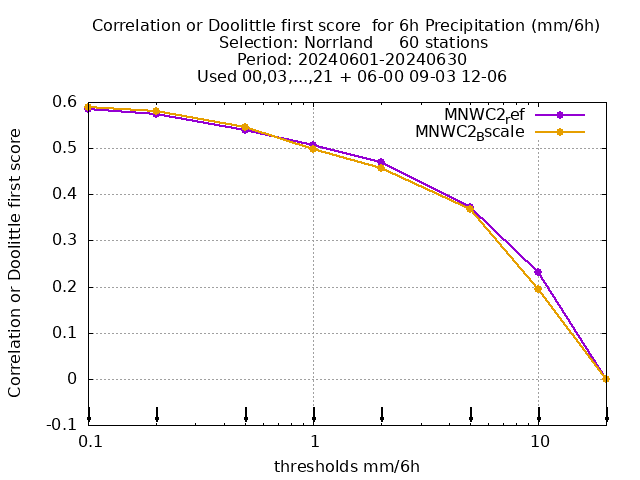 Correlation or Doolittle first score  for 6h Precipitation (mm/6h)
Selection: Norrland     60 stations
Period: 20240601-20240630
Used 00,03,...,21 + 06-00 09-03 12-06
MNWC2ref
MNWC2Bscale
0.6
0.5
0.4
0.3
0.2
0.1
0
-0.1
Correlation or Doolittle first score
0.1 1 10
thresholds mm/6h